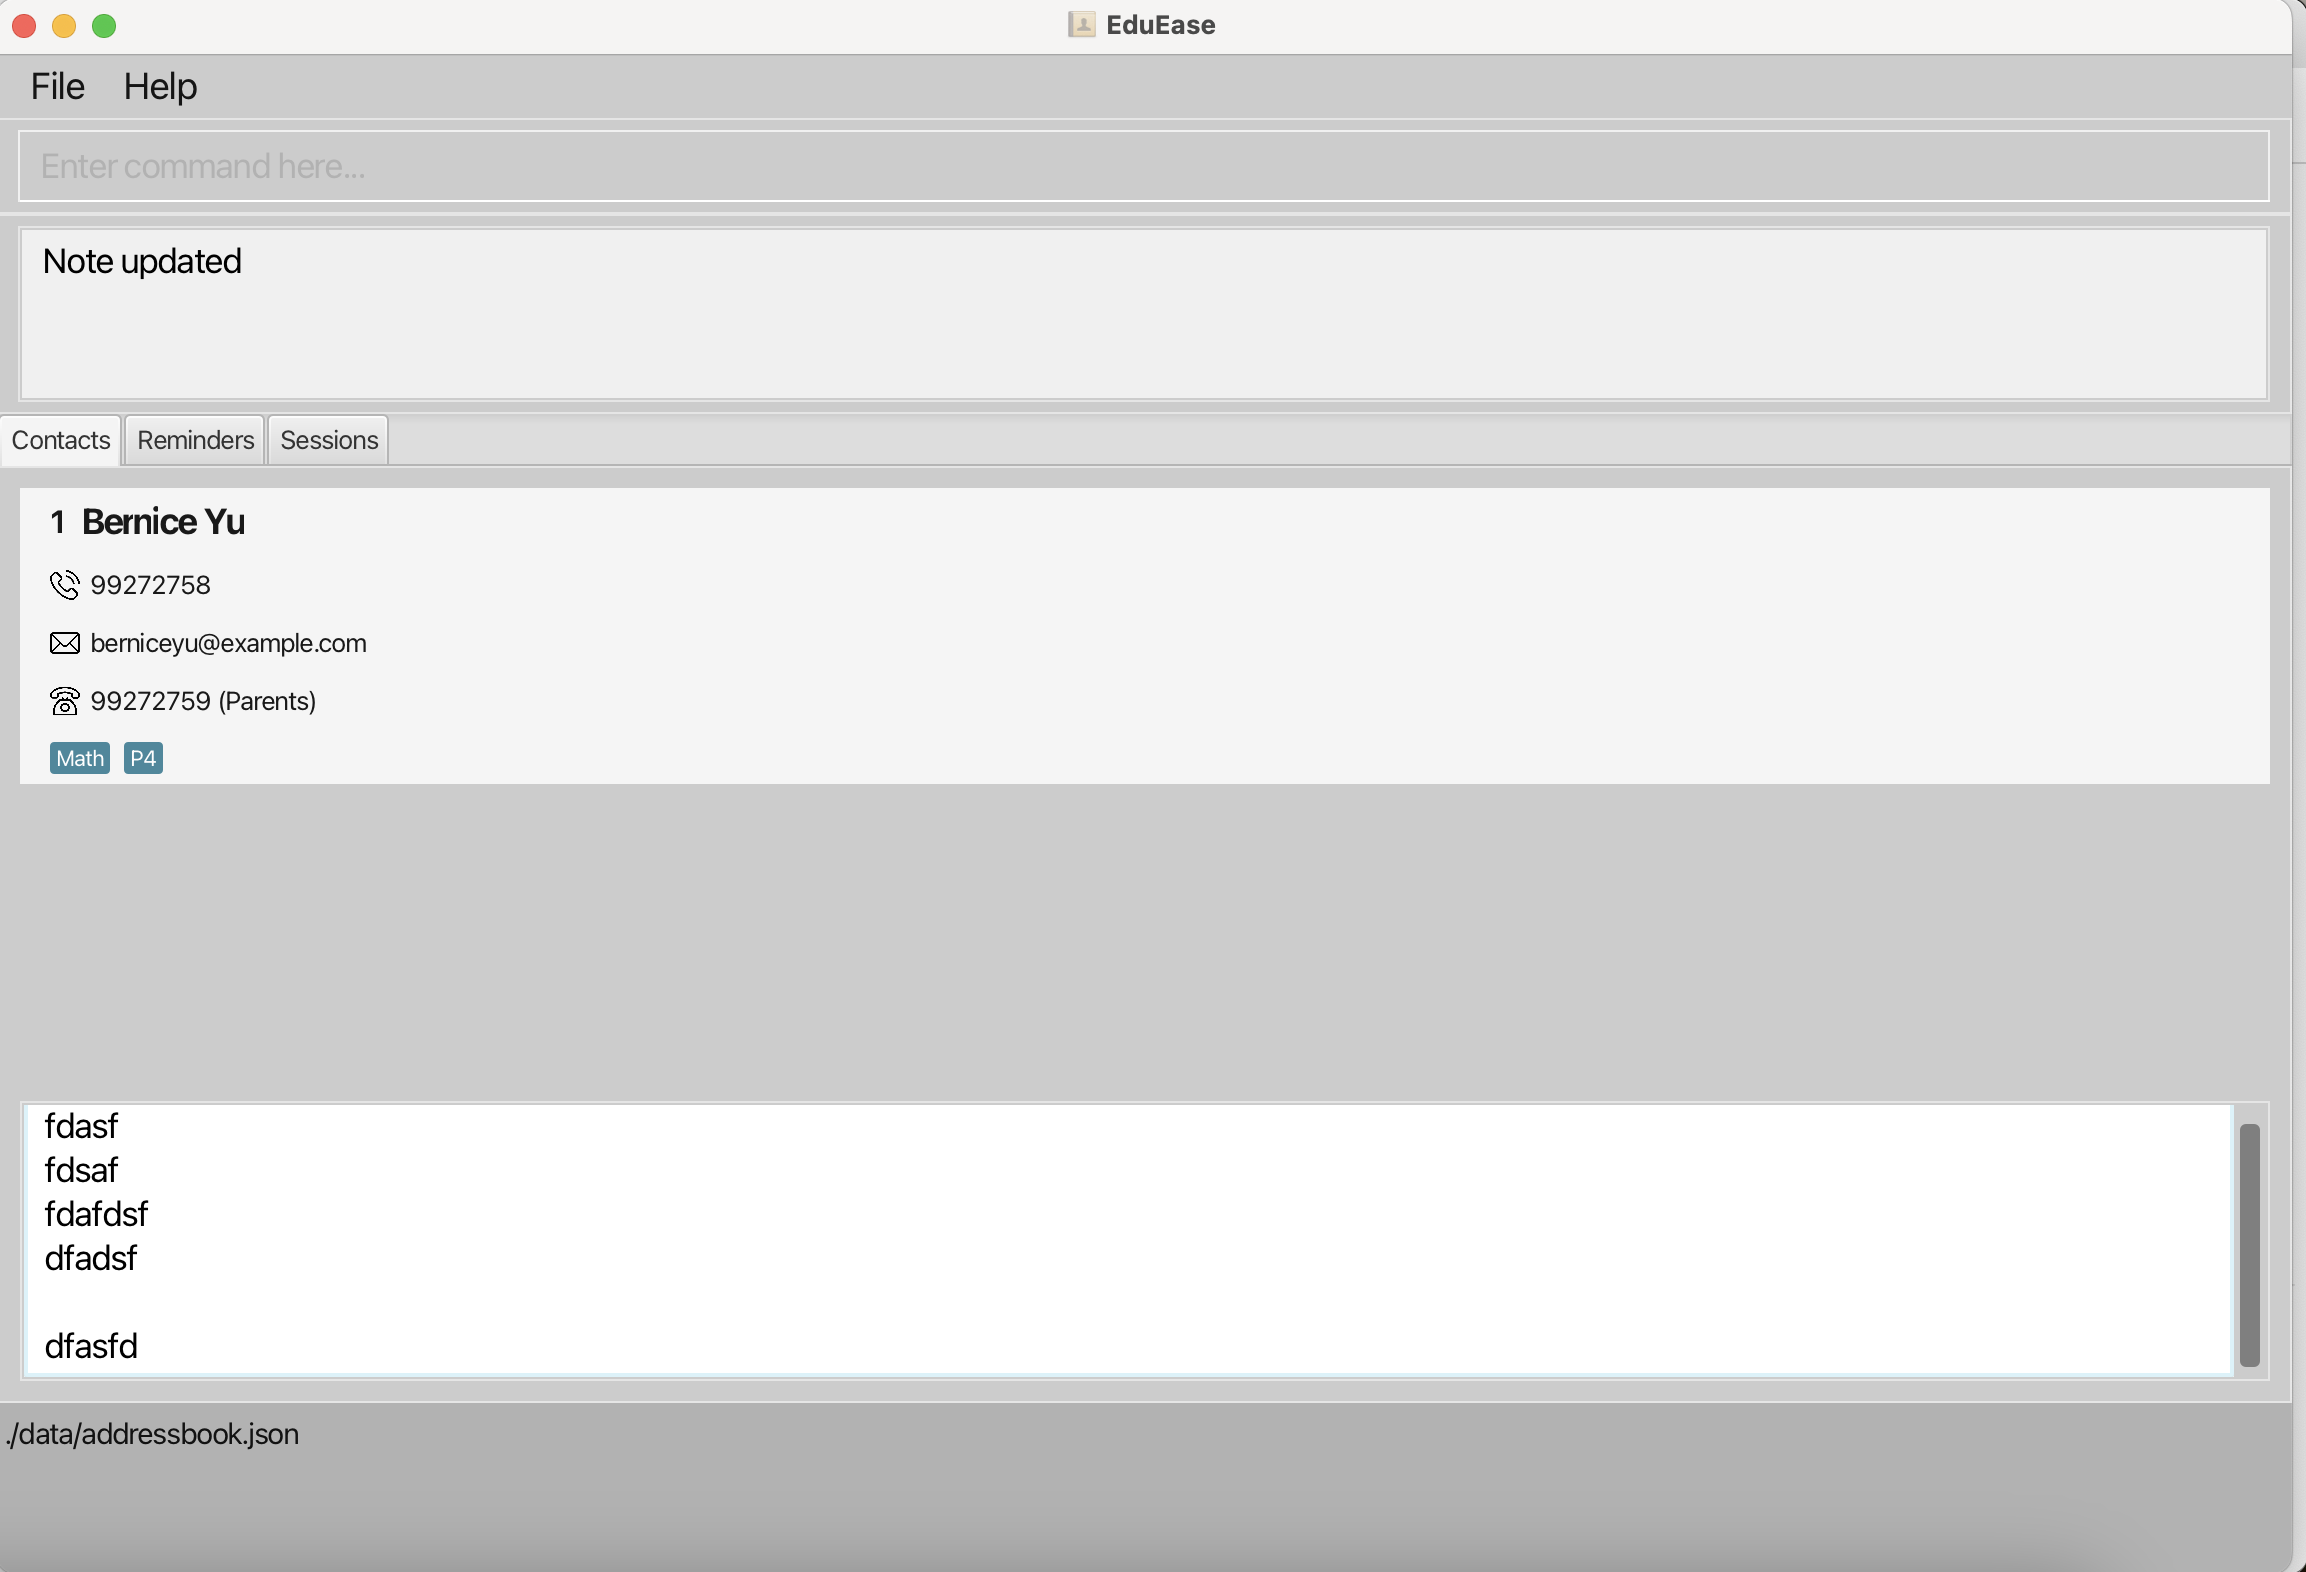 EduEase
File Help
Enter command here...
Note updated
Contacts Reminders Sessions
1 Bernice Yu
99272758
berniceyu@example.com
99272759 (Parents)
Math P4
fdasf
fdsaf
fdafdsf
dfadsf
dfasfd
./data/addressbook.json